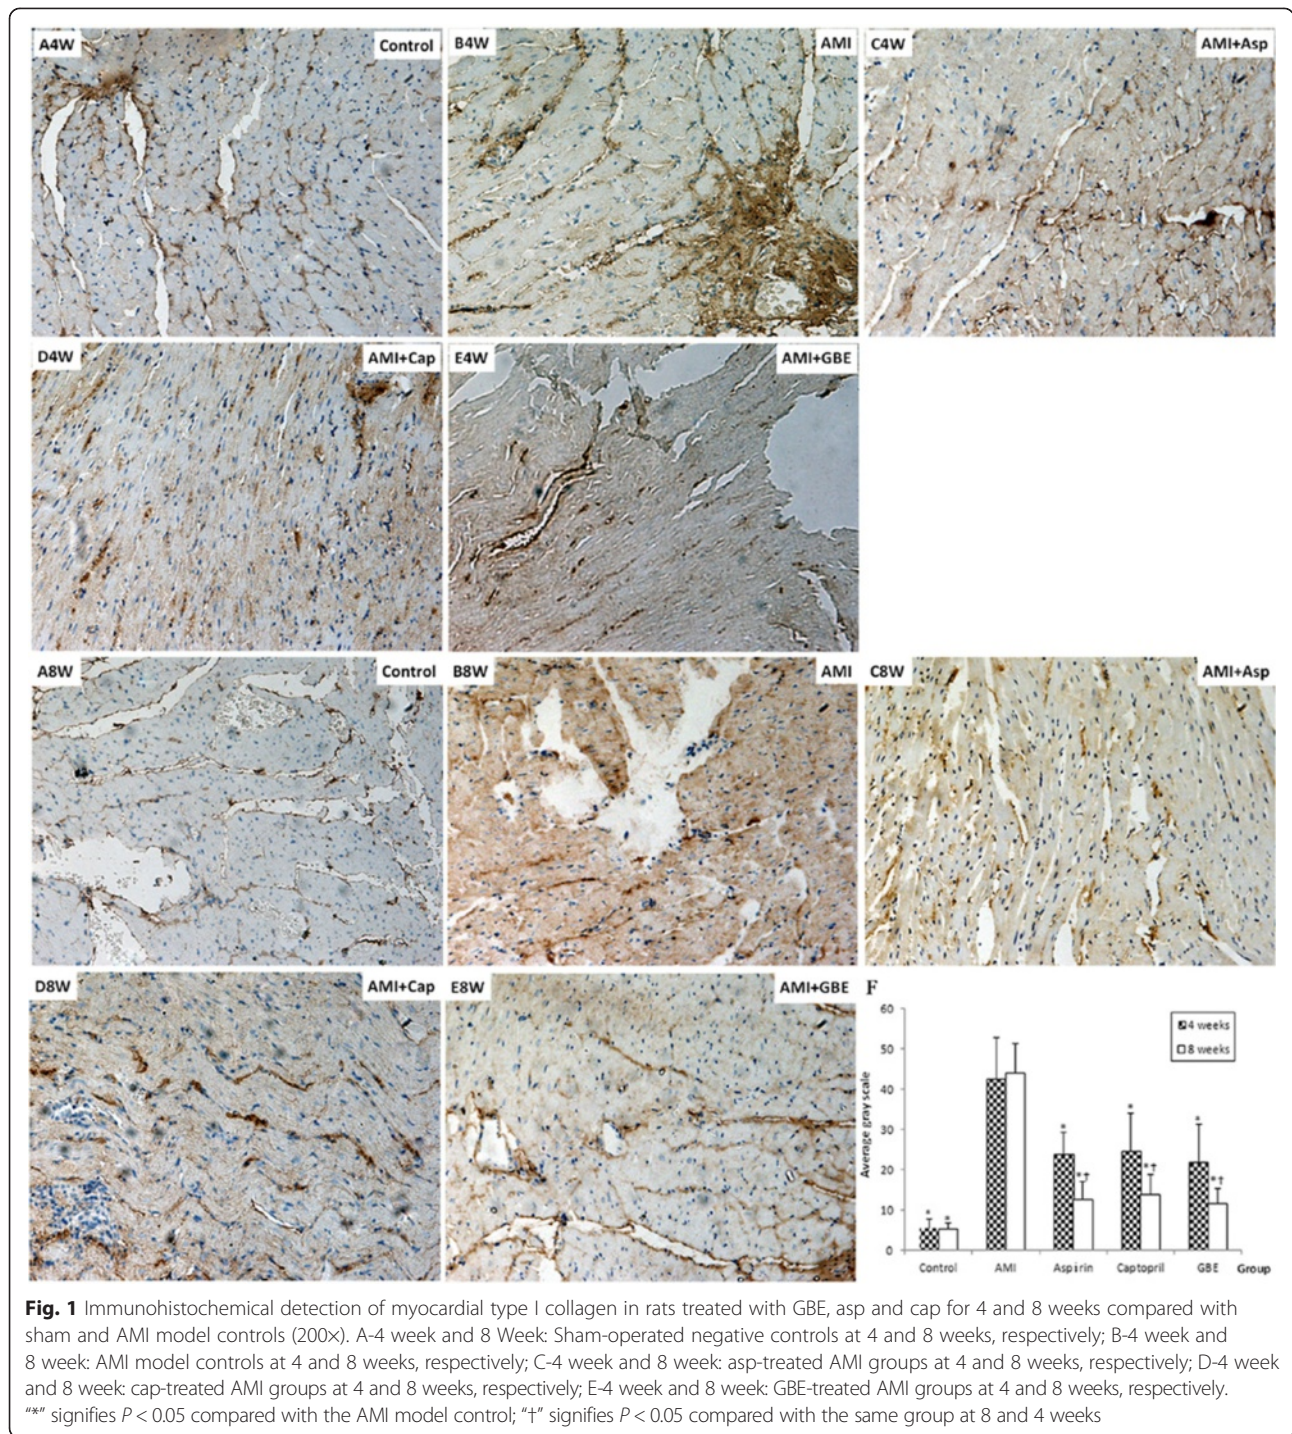 A4W Control B4W AMI C4W AMI+Asp
D4W AMI+Cap E4W AMI+GBE
A8W Control B8W AMI C8W AMI+Asp
D8W AMI+Cap E8W AMI+GBE F
60
50
40
30
20
10
0
Average gray scale
4 weeks
8 weeks
* * * *† * *† * *†
Control AMI Aspirin Captopril GBE Group
Fig. 1 Immunohistochemical detection of myocardial type I collagen in rats treated with GBE, asp and cap for 4 and 8 weeks compared with
sham and AMI model controls (200×). A-4 week and 8 Week: Sham-operated negative controls at 4 and 8 weeks, respectively; B-4 week and
8 week: AMI model controls at 4 and 8 weeks, respectively; C-4 week and 8 week: asp-treated AMI groups at 4 and 8 weeks, respectively; D-4 week
and 8 week: cap-treated AMI groups at 4 and 8 weeks, respectively; E-4 week and 8 week: GBE-treated AMI groups at 4 and 8 weeks, respectively.
“*” signifies P < 0.05 compared with the AMI model control; “†” signifies P < 0.05 compared with the same group at 8 and 4 weeks